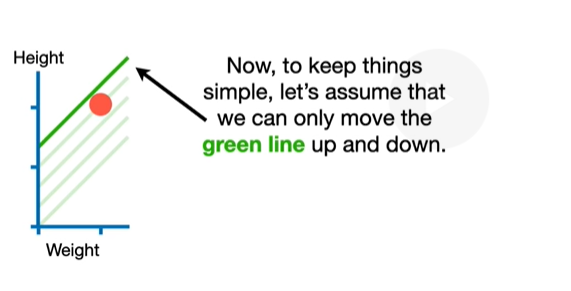 Height
Now, to keep things
simple, let's assume that
we can only move the
green line up and down.
Weight